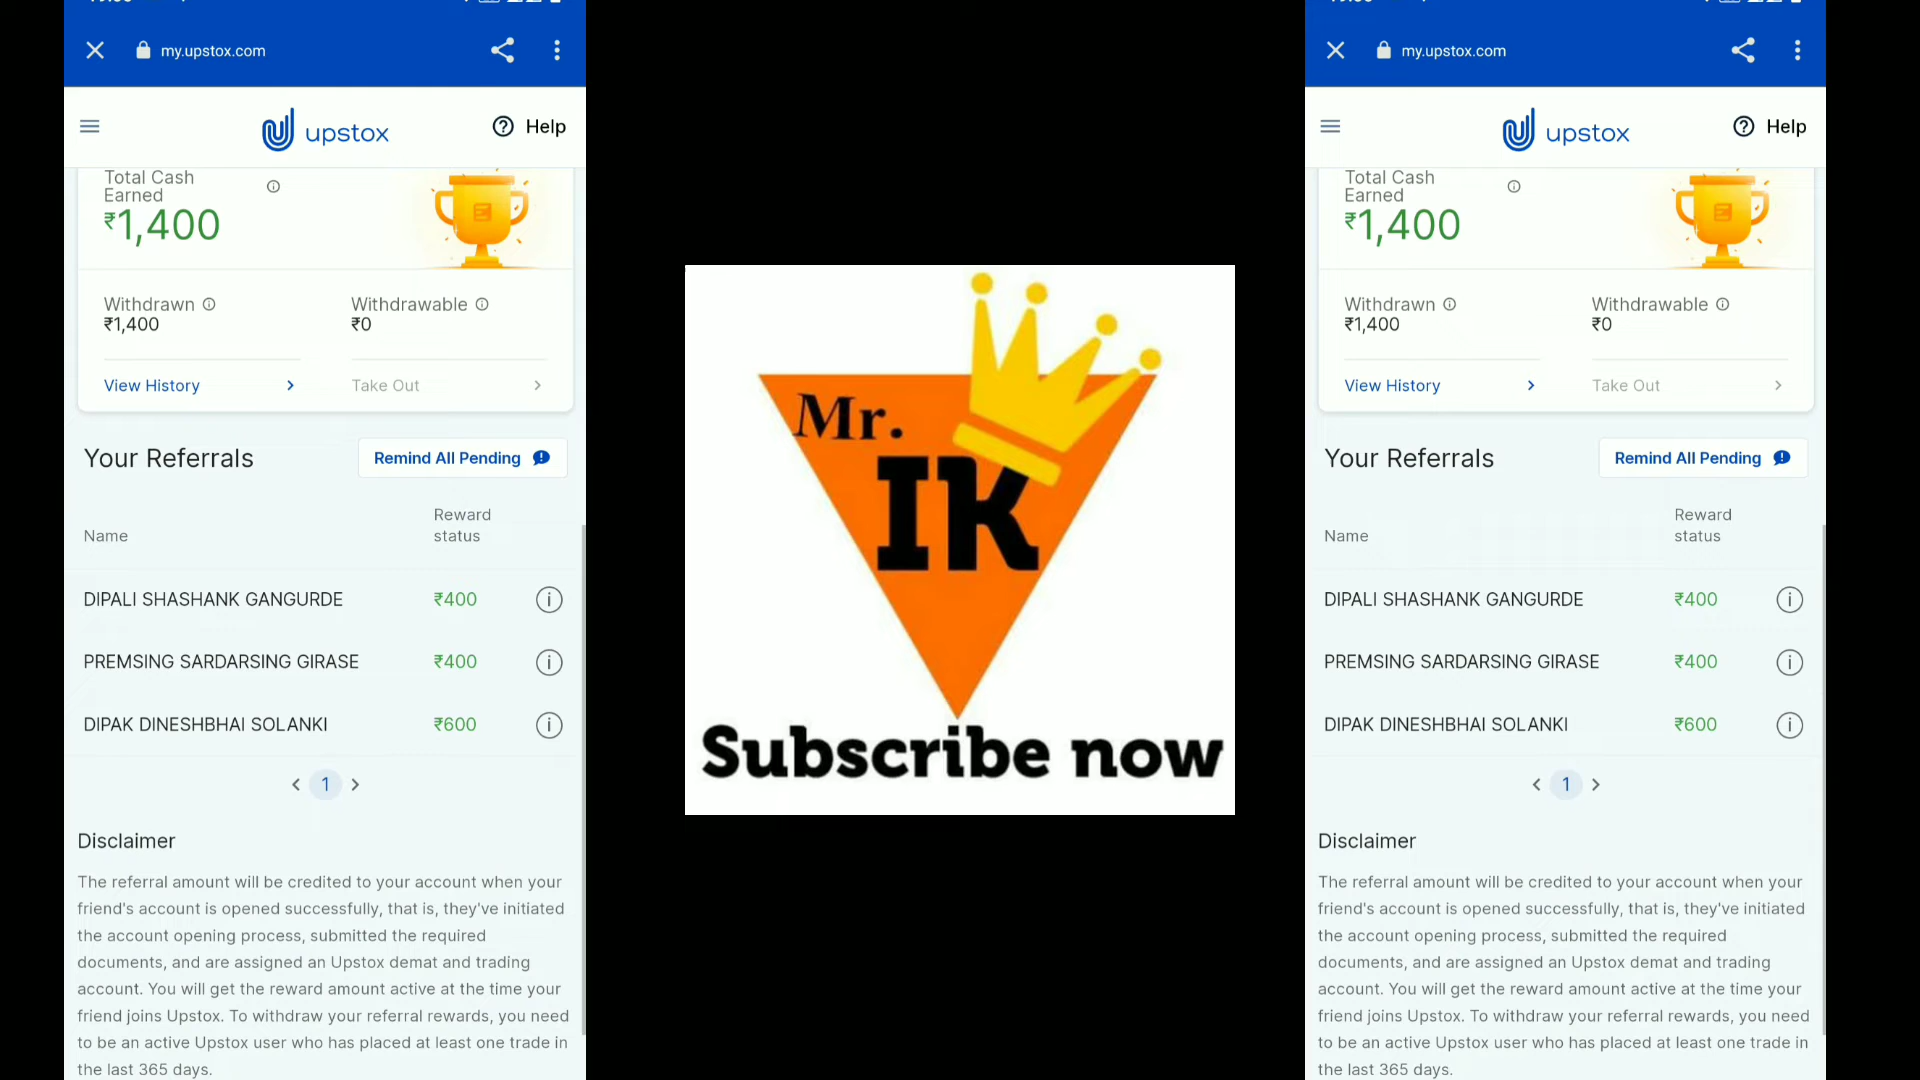 my.upstox.com
upstox
Help
Total Cash
Earned
₹1,400
Withdrawn
Withdrawable
₹1,400
₹0
View History
Take Out
Your Referrals
Remind All Pending
Reward
status
Name
DIPALI SHASHANK GANGURDE
₹400
PREMSING SARDARSING GIRASE
₹400
DIPAK DINESHBHAI SOLANKI
₹600
1
Disclaimer
The referral amount will be credited to your account when your
friend's account is opened successfully, that is, they've initiated
the account opening process, submitted the required
documents, and are assigned an Upstox demat and trading
account. You will get the reward amount active at the time your
friend joins Upstox. To withdraw your referral rewards, you need
to be an active Upstox user who has placed at least one trade in
the last 365 days.
Mr.
IK
Subscribe now
my.upstox.com
upstox
Help
Total Cash
Earned
₹1,400
Withdrawn
Withdrawable
₹1,400
₹0
View History
Take Out
Your Referrals
Remind All Pending
Reward
status
Name
DIPALI SHASHANK GANGURDE
₹400
PREMSING SARDARSING GIRASE
₹400
DIPAK DINESHBHAI SOLANKI
₹600
1
Disclaimer
The referral amount will be credited to your account when your
friend's account is opened successfully, that is, they've initiated
the account opening process, submitted the required
documents, and are assigned an Upstox demat and trading
account. You will get the reward amount active at the time your
friend joins Upstox. To withdraw your referral rewards, you need
to be an active Upstox user who has placed at least one trade in
the last 365 days.